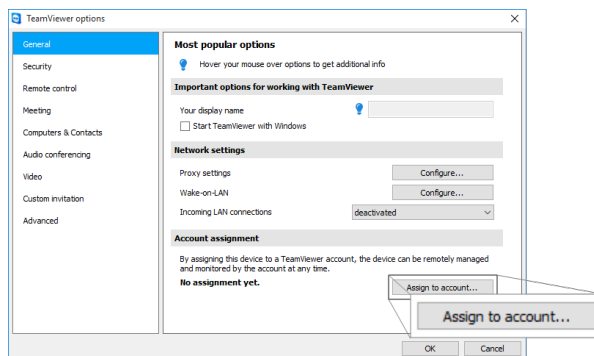 TeamViewer options
General
Security
Remote control
Meeting
Computers & Contacts
Audio conferencing
Video
Custom invitation
Advanced
Most popular options
Hover your mouse over options to get additional info
Important options for working with TeamViewer
Your display name
Start TeamViewer with Windows
Network settings
Proxy settings
Configure...
Wake-on-LAN
Configure...
Incoming LAN connections
deactivated
Account assignment
By assigning this device to a TeamViewer account, the device can be remotely managed
and monitored by the account at any time.
No assignment yet.
Assign to account...
Assign to account...
OK
Cancel